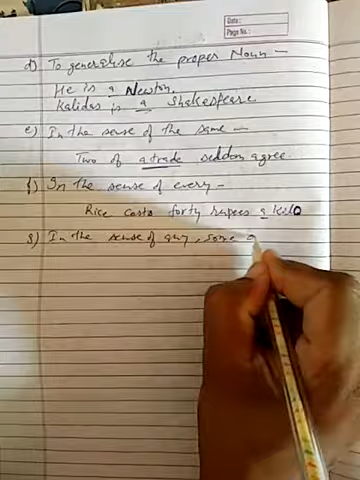 Date :
Page No. :
d) To generalise the proper Noun —
He is a Newton.
Kalidas is a Shakespeare
e) In the sense of the same —
Two of a trade seldom agree.
f) In the sense of every —
Rice costs forty rupees a kilo
g) In the sense of any, some